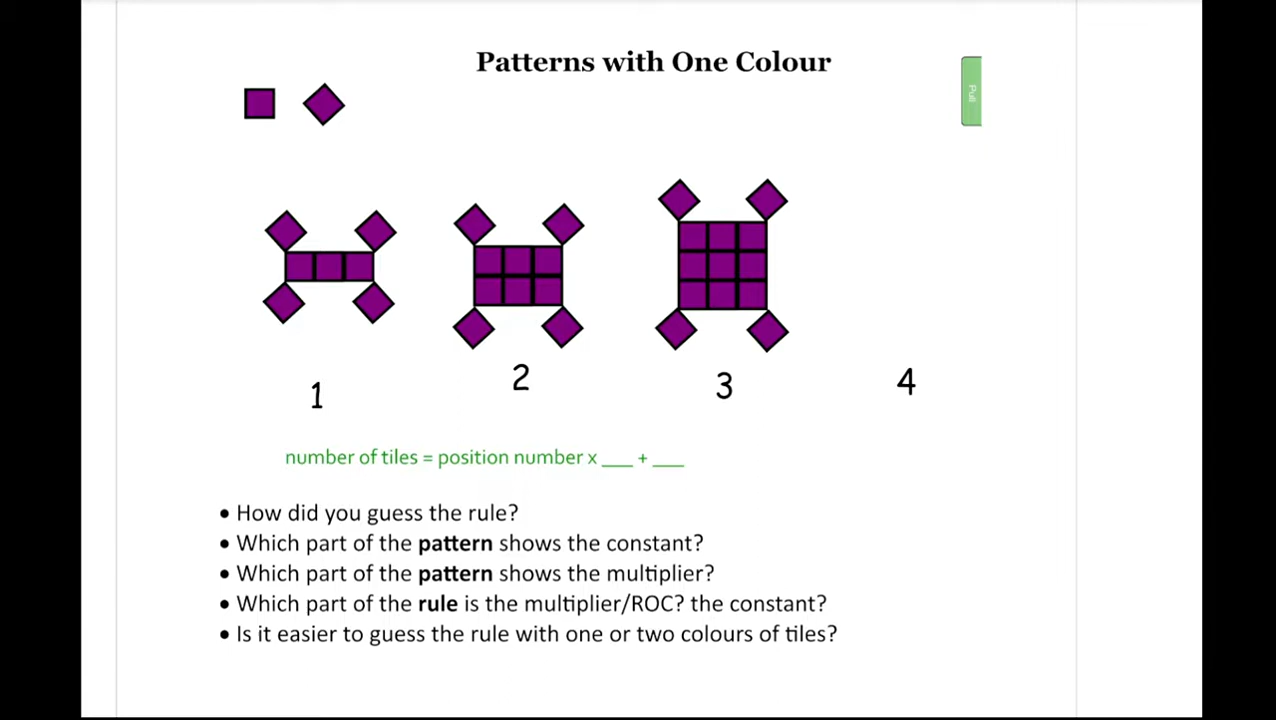 Patterns with One Colour
Pull
1 2 3 4
number of tiles = position number x ___ + ___
• How did you guess the rule?
• Which part of the pattern shows the constant?
• Which part of the pattern shows the multiplier?
• Which part of the rule is the multiplier/ROC? the constant?
• Is it easier to guess the rule with one or two colours of tiles?